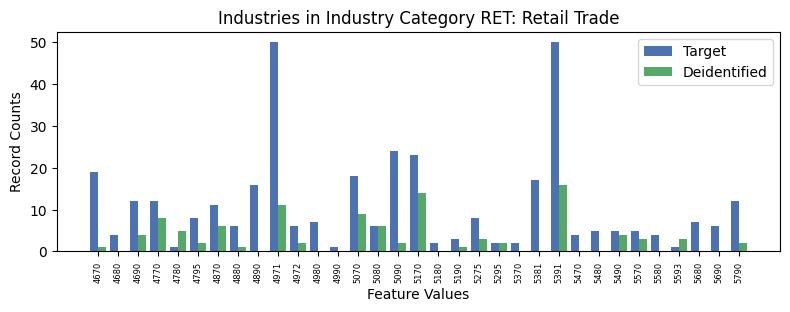 Industries in Industry Category RET: Retail Trade
Target
Deidentified
Record Counts
50
40
30
20
10
0
4670 4680 4690 4770 4780 4795 4870 4880 4890 4971 4972 4980 4990 5070 5080 5090 5170 5180 5190 5275 5295 5370 5381 5391 5470 5480 5490 5570 5580 5593 5680 5690 5790
Feature Values